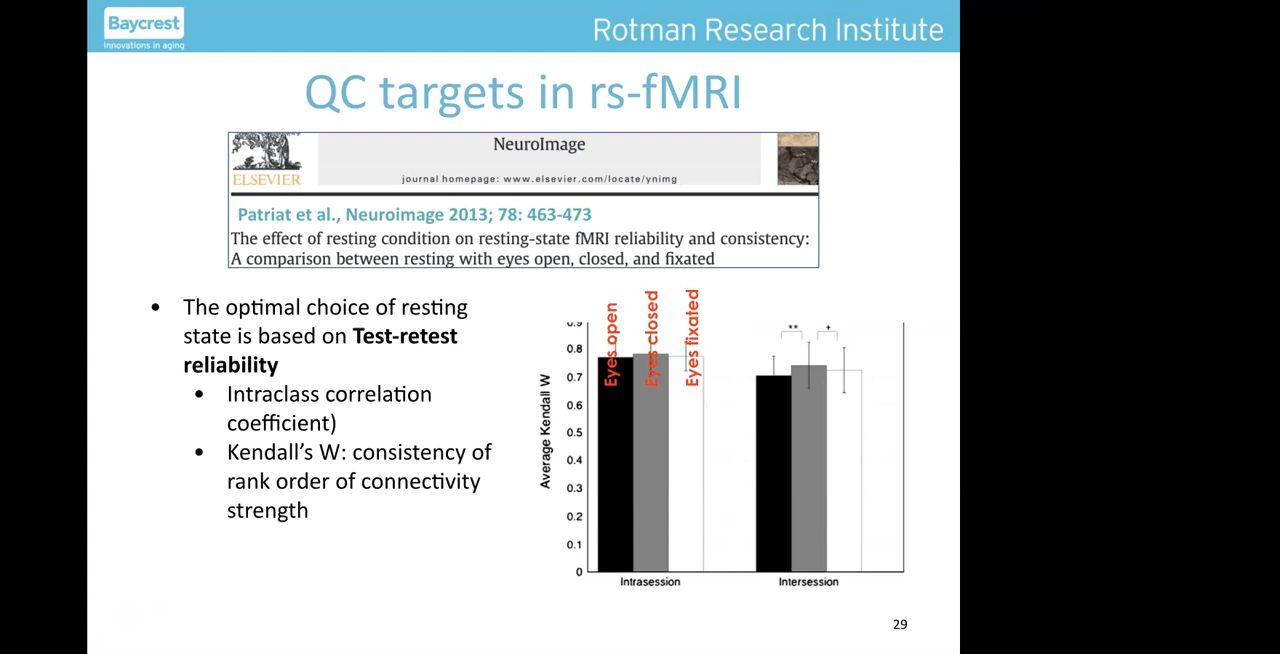 Baycrest
Innovations in aging
Rotman Research Institute
QC targets in rs-fMRI
NeuroImage
ELSEVIER
journal homepage: www.elsevier.com/locate/ynimg
Patriat et al., Neuroimage 2013; 78: 463-473
The effect of resting condition on resting-state fMRI reliability and consistency:
A comparison between resting with eyes open, closed, and fixated
• The optimal choice of resting
state is based on Test-retest
reliability
• Intraclass correlation
coefficient)
• Kendall's W: consistency of
rank order of connectivity
strength
Eyes open
Eyes closed
Eyes fixated
** +
Average Kendall W
0.9
0.8
0.7
0.6
0.5
0.4
0.3
0.2
0.1
0
Intrasession
Intersession
29